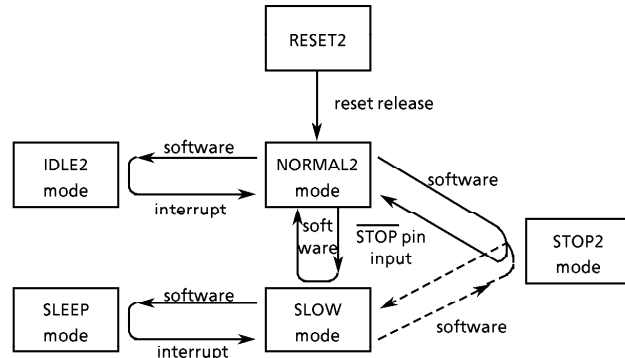 RESET2
reset release
IDLE2
mode
software
interrupt
NORMAL2
mode
software
soft
ware
STOP pin
input
STOP2
mode
SLEEP
mode
software
interrupt
SLOW
mode
software